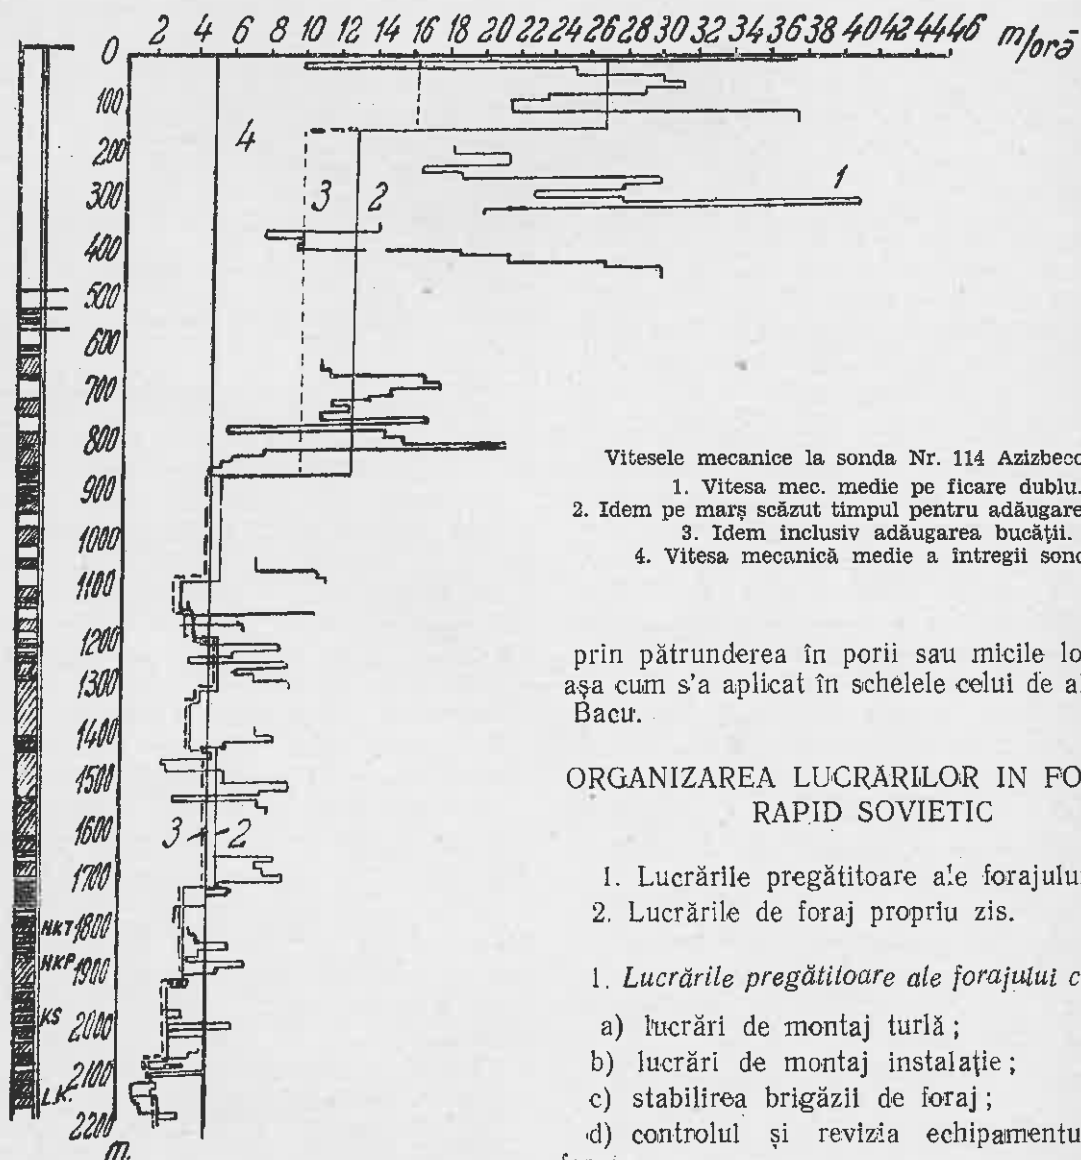 2 4 6 8 10 12 14 16 18 20 22 24 26 28 30 32 34 36 38 40 42 44 46 m/oră
0
100
200
300
400
500
600
700
800
900
1000
1100
1200
1300
1400
1500
1600
1700
NKT 1800
NKP 1900
KS 2000
2100
L.K.
2200
m.
4
3 2
1
3 2
Vitesele mecanice la sonda Nr. 114 Azizbeco
1. Vitesa mec. medie pe ficare dublu.
2. Idem pe marș scăzut timpul pentru adăugare
3. Idem inclusiv adăugarea bucății.
4. Vitesa mecanică medie a întregii sond
prin pătrunderea în porii sau micile lo
așa cum s'a aplicat în schelele celui de a
Bacu.
ORGANIZAREA LUCRĂRILOR IN FO
RAPID SOVIETIC
1. Lucrările pregătitoare ale forajului
2. Lucrările de foraj propriu zis.
1. Lucrările pregătitoare ale forajului c
a) lucrări de montaj turlă;
b) lucrări de montaj instalație;
c) stabilirea brigăzii de foraj;
d) controlul și revizia echipamentu